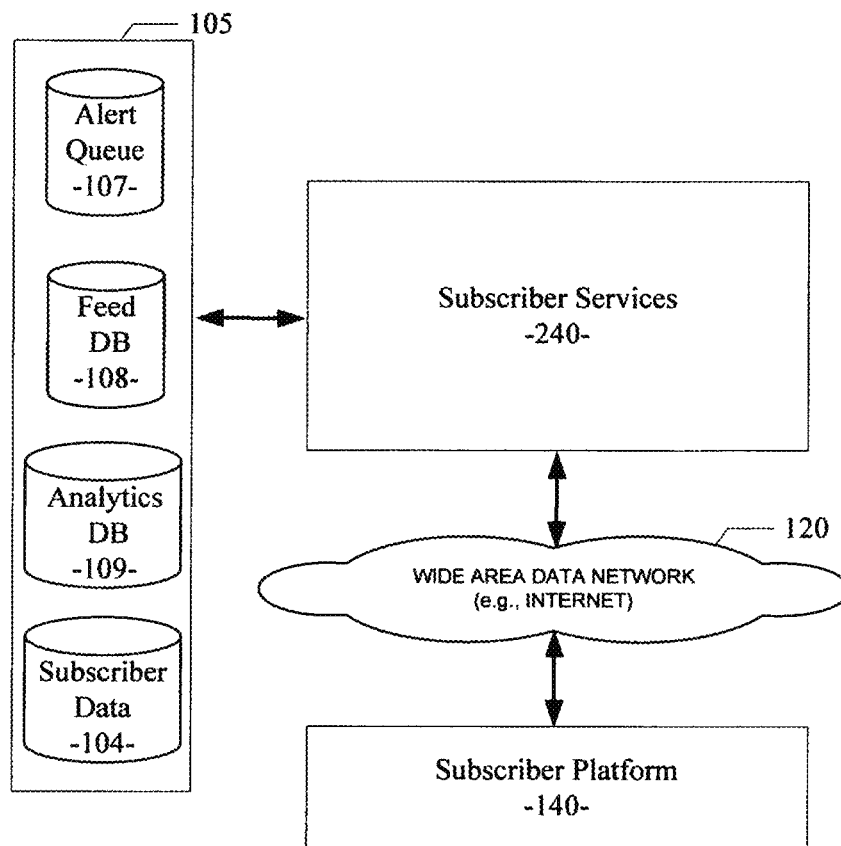 105
Alert
Queue
-107-
Feed
DB
-108-
Analytics
DB
-109-
Subscriber
Data
-104-
Subscriber Services
-240-
120
WIDE AREA DATA NETWORK
(e.g., INTERNET)
Subscriber Platform
-140-